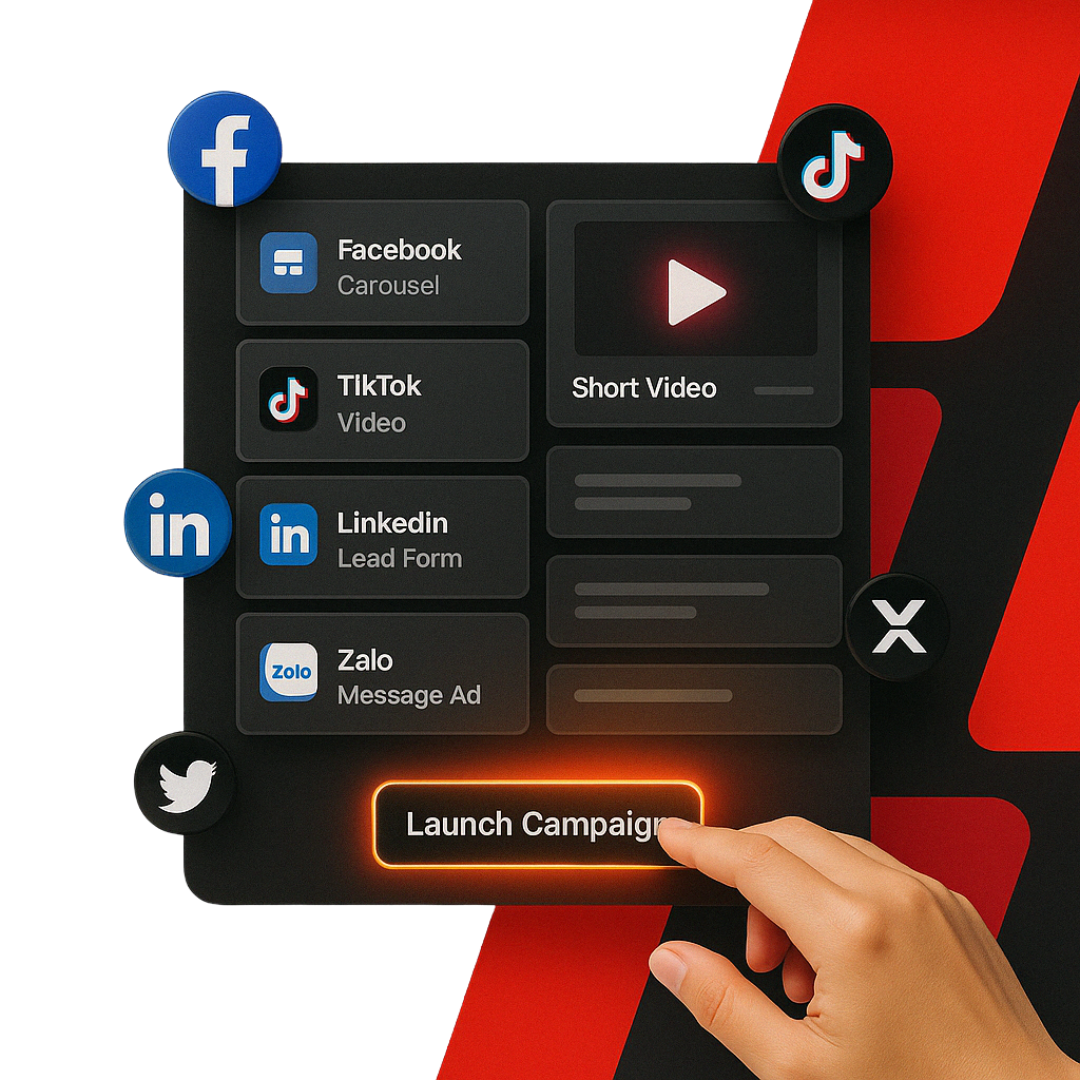 f
Facebook
Carousel
TikTok
Video
Linkedin
Lead Form
Zolo
Zalo
Message Ad
Short Video
in
in
X
Launch Campaign